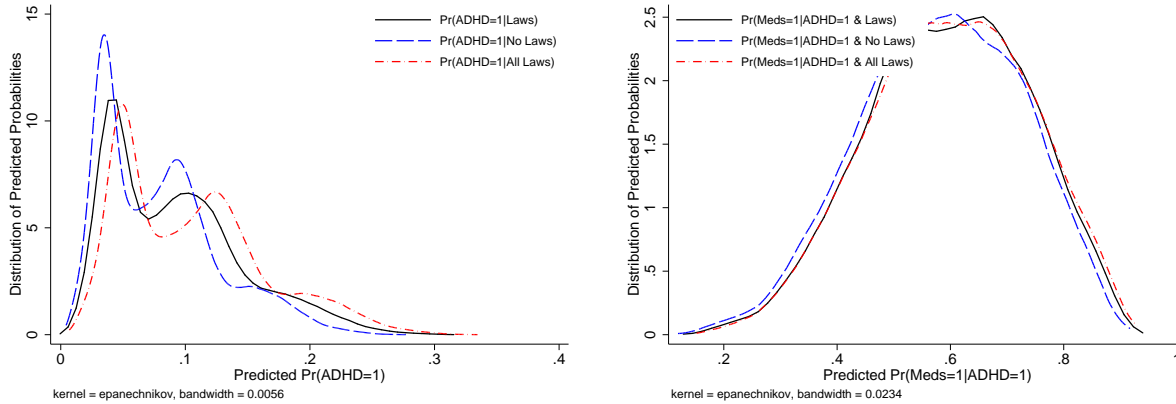 Distribution of Predicted Probabilities
15
10
5
0
Pr(ADHD=1|Laws)
Pr(ADHD=1|No Laws)
Pr(ADHD=1|All Laws)
0 .1 .2 .3 .4
Predicted Pr(ADHD=1)
kernel = epanechnikov, bandwidth = 0.0056
Distribution of Predicted Probabilities
2.5
2
1.5
1
.5
0
Pr(Meds=1|ADHD=1 & Laws)
Pr(Meds=1|ADHD=1 & No Laws)
Pr(Meds=1|ADHD=1 & All Laws)
.2 .4 .6 .8 1
Predicted Pr(Meds=1|ADHD=1)
kernel = epanechnikov, bandwidth = 0.0234